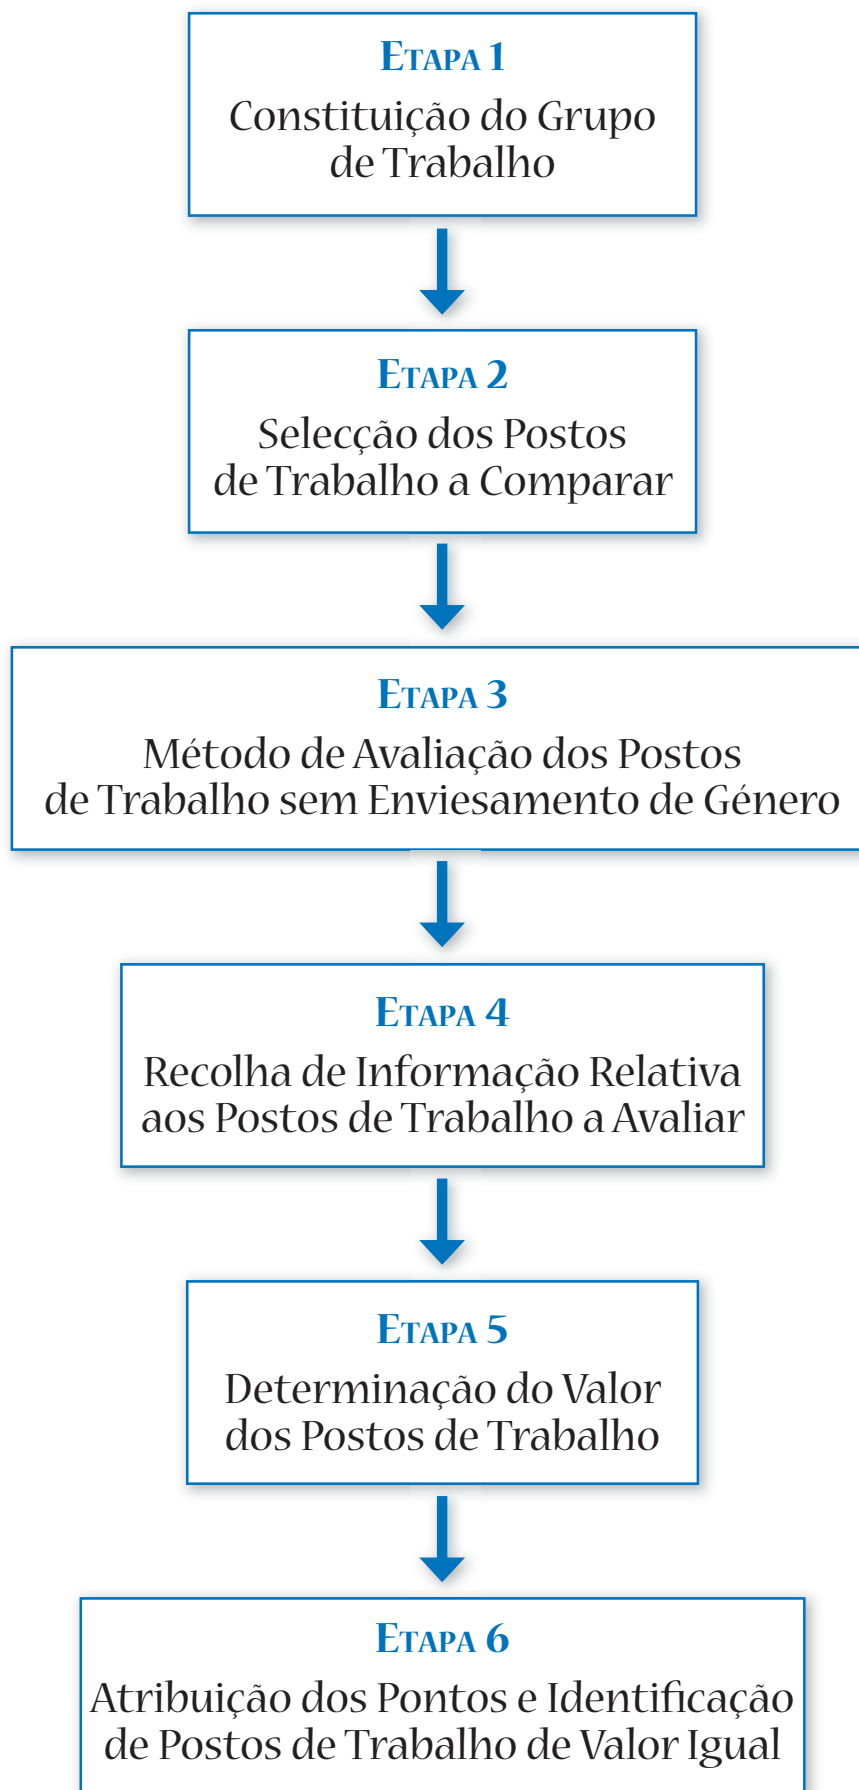 Etapa 1
Constituição do Grupo
de Trabalho
Etapa 2
Selecção dos Postos
de Trabalho a Comparar
Etapa 3
Método de Avaliação dos Postos
de Trabalho sem Enviesamento de Género
Etapa 4
Recolha de Informação Relativa
aos Postos de Trabalho a Avaliar
Etapa 5
Determinação do Valor
dos Postos de Trabalho
Etapa 6
Atribuição dos Pontos e Identificação
de Postos de Trabalho de Valor Igual